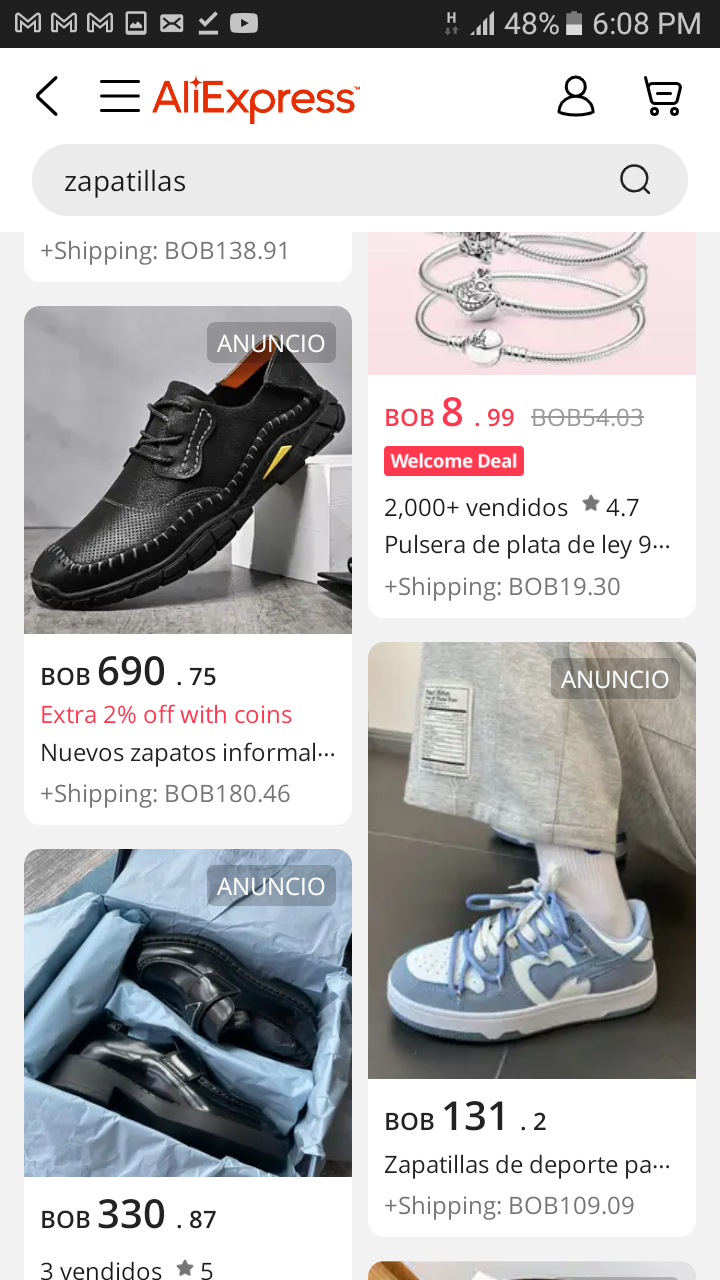 H 48% 6:08 PM
AliExpress™
zapatillas
+Shipping: BOB138.91
ANUNCIO
BOB 690 . 75
Extra 2% off with coins
Nuevos zapatos informal···
+Shipping: BOB180.46
ANUNCIO
BOB 330 . 87
3 vendidos ★ 5
BOB 8 . 99 BOB54.03
Welcome Deal
2,000+ vendidos ★ 4.7
Pulsera de plata de ley 9···
+Shipping: BOB19.30
ANUNCIO
BOB 131 . 2
Zapatillas de deporte pa···
+Shipping: BOB109.09